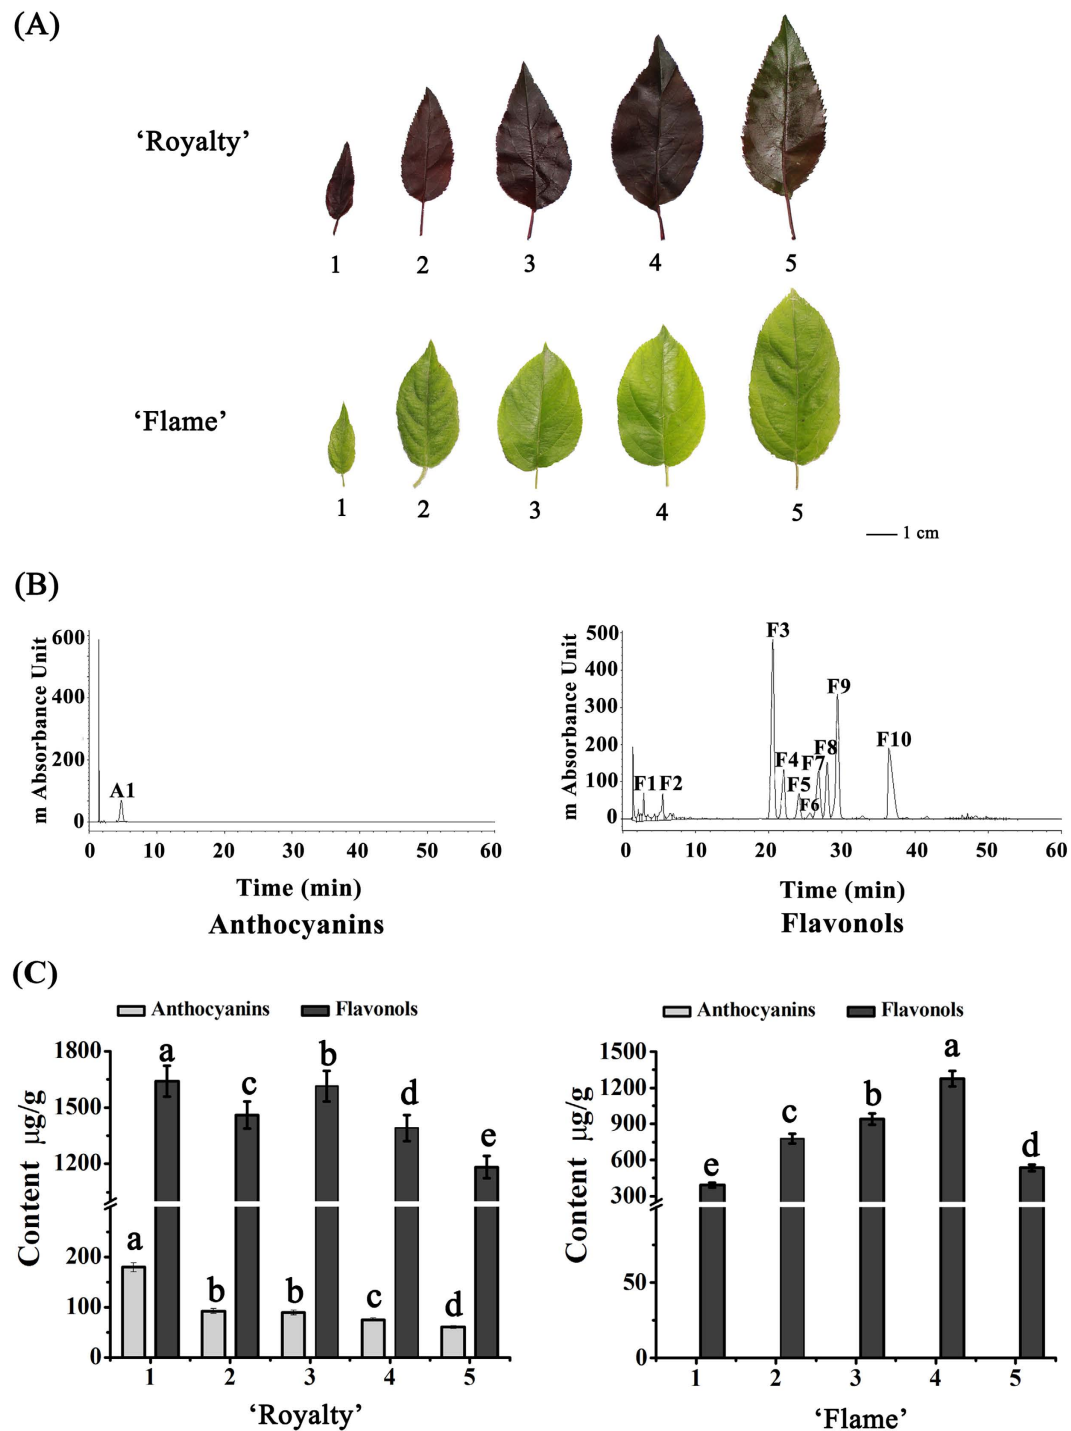 (A)
‘Royalty’
1 2 3 4 5
‘Flame’
1 2 3 4 5
1 cm
(B)
m Absorbance Unit
600
400
200
0
A1
0 10 20 30 40 50 60
Time (min)
Anthocyanins
m Absorbance Unit
500
400
300
200
100
0
F1 F2 F3 F4 F5 F6 F7 F8 F9 F10
0 10 20 30 40 50 60
Time (min)
Flavonols
(C)
Anthocyanins Flavonols
Content μg/g
1800
1500
1200
200
100
0
a c b d e
a b b c d
1 2 3 4 5
‘Royalty’
Anthocyanins Flavonols
Content μg/g
1500
1200
900
600
300
50
0
e c b a d
1 2 3 4 5
‘Flame’